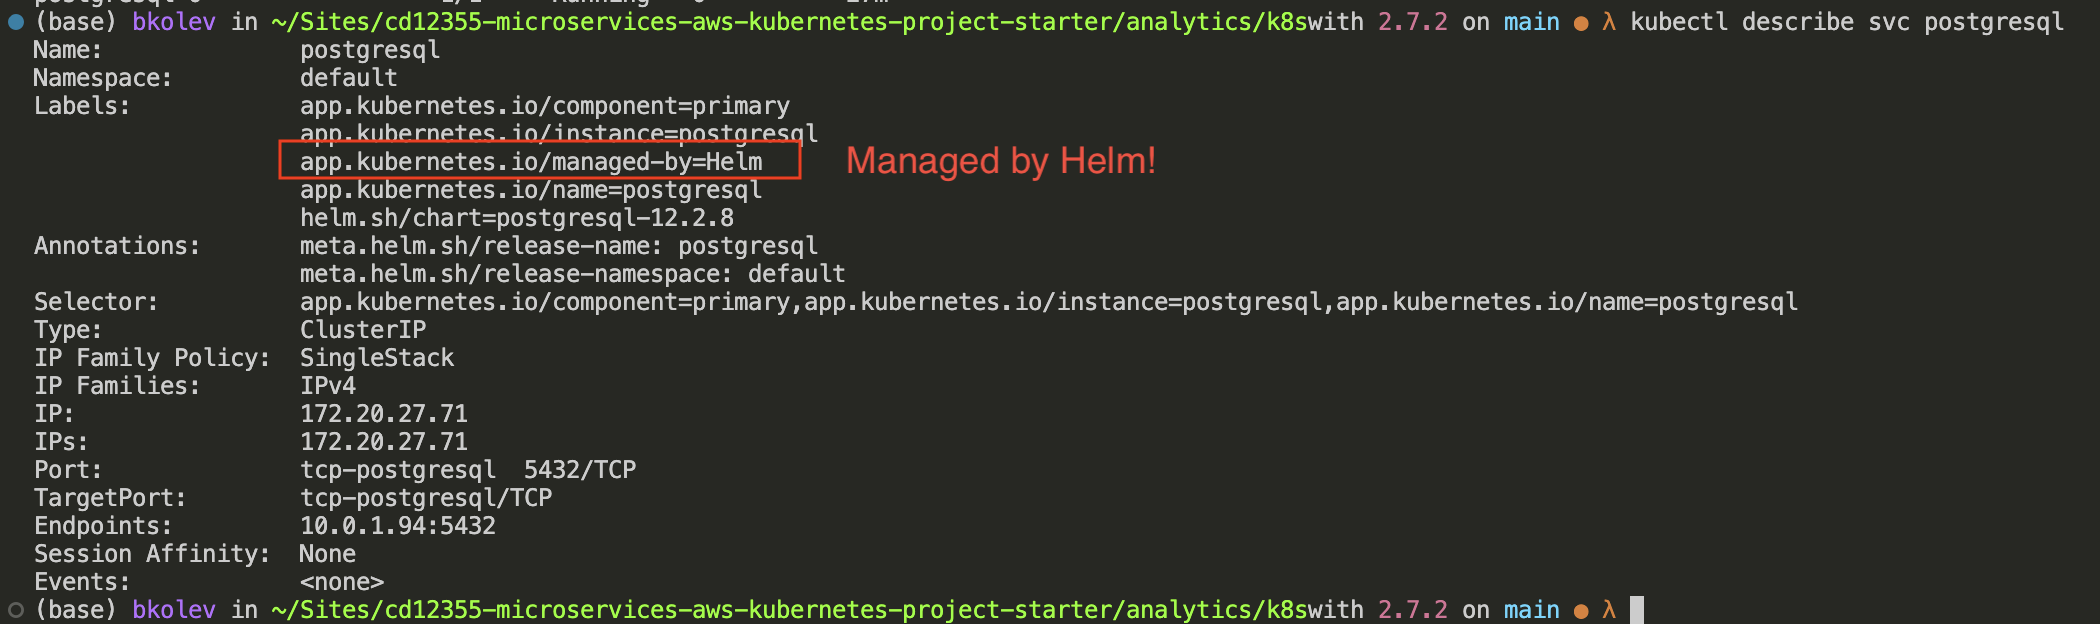 (base) bkolev in ~/Sites/cd12355-microservices-aws-kubernetes-project-starter/analytics/k8swith 2.7.2 on main ● λ kubectl describe svc postgresql
Name: postgresql
Namespace: default
Labels: app.kubernetes.io/component=primary
app.kubernetes.io/instance=postgresql
app.kubernetes.io/managed-by=Helm Managed by Helm!
app.kubernetes.io/name=postgresql
helm.sh/chart=postgresql-12.2.8
Annotations: meta.helm.sh/release-name: postgresql
meta.helm.sh/release-namespace: default
Selector: app.kubernetes.io/component=primary,app.kubernetes.io/instance=postgresql,app.kubernetes.io/name=postgresql
Type: ClusterIP
IP Family Policy: SingleStack
IP Families: IPv4
IP: 172.20.27.71
IPs: 172.20.27.71
Port: tcp-postgresql 5432/TCP
TargetPort: tcp-postgresql/TCP
Endpoints: 10.0.1.94:5432
Session Affinity: None
Events: <none>
(base) bkolev in ~/Sites/cd12355-microservices-aws-kubernetes-project-starter/analytics/k8swith 2.7.2 on main ● λ